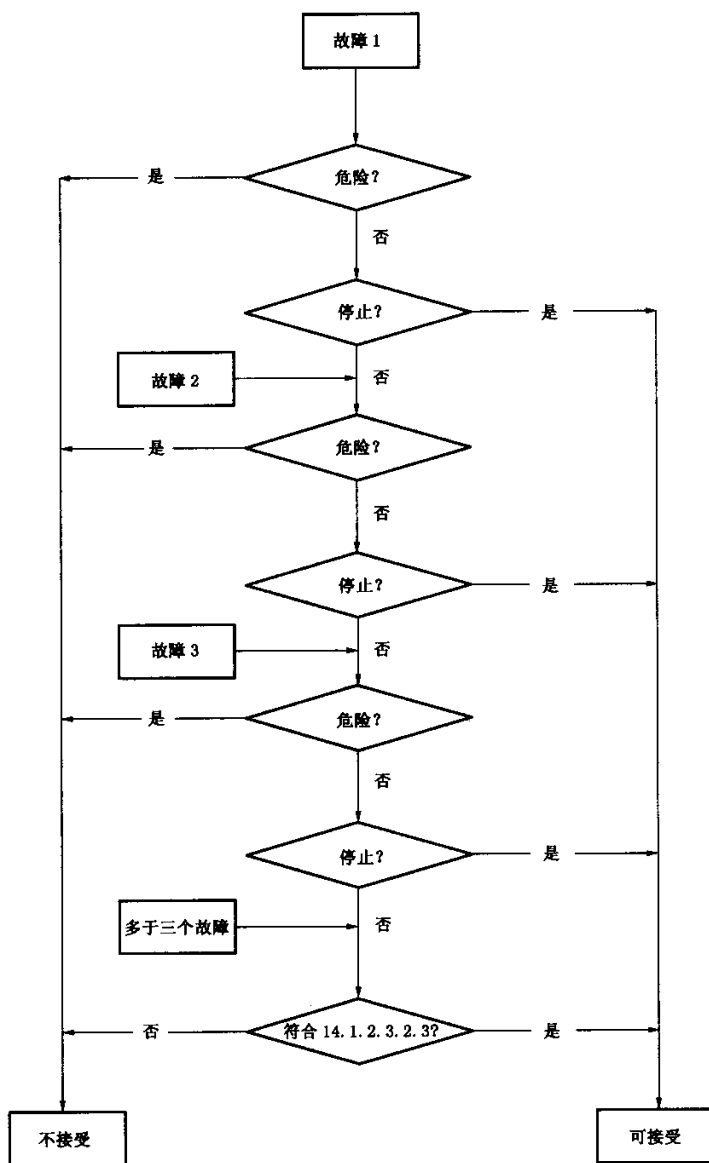 故障1
是
危险?
否
停止?
是
故障2
否
是
危险?
否
停止?
是
故障3
否
是
危险?
否
停止?
是
多于三个故障
否
否
符合14.1.2.3.2.3?
是
不接受
可接受